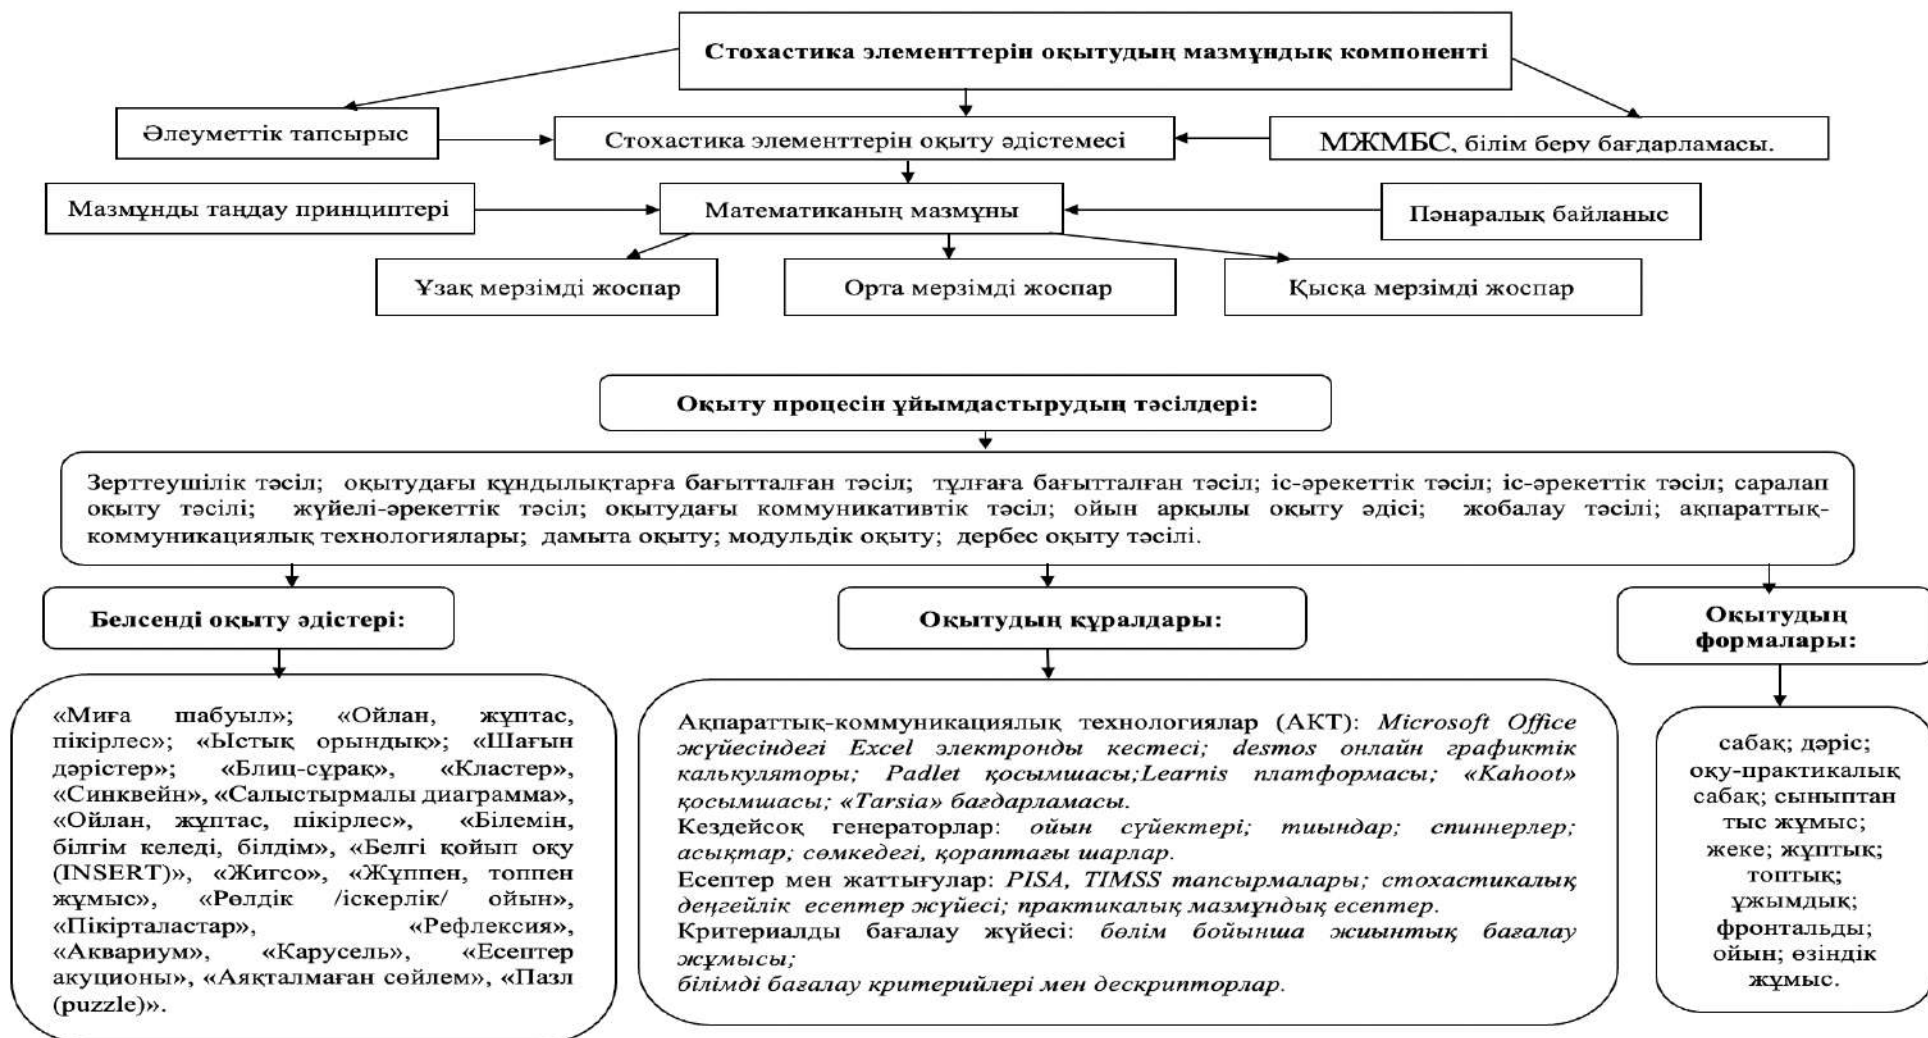 Стохастика элементтерін оқытудың мазмұндық компоненті
Әлеуметтік тапсырыс
Стохастика элементтерін оқыту әдістемесі
МЖМБС, білім беру бағдарламасы.
Мазмұнды таңдау принциптері
Математиканың мазмұны
Пәнаралық байланыс
Ұзақ мерзімді жоспар
Орта мерзімді жоспар
Қысқа мерзімді жоспар
Оқыту процесін ұйымдастырудың тәсілдері:
Зерттеушілік тәсіл; оқытудағы құндылықтарға бағытталған тәсіл; тұлғаға бағытталған тәсіл; іс-әрекеттік тәсіл; іс-әрекеттік тәсіл; саралап
оқыту тәсілі; жүйелі-әрекеттік тәсіл; оқытудағы коммуникативтік тәсіл; ойын арқылы оқыту әдісі; жобалау тәсілі; ақпараттық-
коммуникациялық технологиялары; дамыта оқыту; модульдік оқыту; дербес оқыту тәсілі.
Белсенді оқыту әдістері:
«Миға шабуыл»; «Ойлан, жұптас,
пікірлес»; «Ыстық орындық»; «Шағын
дәрістер»; «Блиц-сұрақ», «Кластер»,
«Синквейн», «Салыстырмалы диаграмма»,
«Ойлан, жұптас, пікірлес», «Білемін,
білгім келеді, білдім», «Белгі қойып оқу
(INSERT)», «Жигсо», «Жұппен, топпен
жұмыс», «Рөлдік /іскерлік/ ойын»,
«Пікірталастар», «Рефлексия»,
«Аквариум», «Карусель», «Есептер
акуционы», «Аяқталмаған сөйлем», «Пазл
(puzzle)».
Оқытудың құралдары:
Ақпараттық-коммуникациялық технологиялар (АКТ): Microsoft Office
жүйесіндегі Excel электронды кестесі; desmos онлайн графиктік
калькуляторы; Padlet қосымшасы;Learnis платформасы; «Kahoot»
қосымшасы; «Tarsia» бағдарламасы.
Кездейсоқ генераторлар: ойын сүйектері; тиындар; спиннерлер;
асықтар; сөмкедегі, қораптағы шарлар.
Есептер мен жаттығулар: PISA, TIMSS тапсырмалары; стохастикалық
деңгейлік есептер жүйесі; практикалық мазмұндық есептер.
Критериалды бағалау жүйесі: бөлім бойынша жиынтық бағалау
жұмысы;
білімді бағалау критерийлері мен дескрипторлар.
Оқытудың
формалары:
сабақ; дәріс;
оқу-практикалық
сабақ; сыныптан
тыс жұмыс;
жеке; жұптық;
топтық;
ұжымдық;
фронтальды;
ойын; өзіндік
жұмыс.